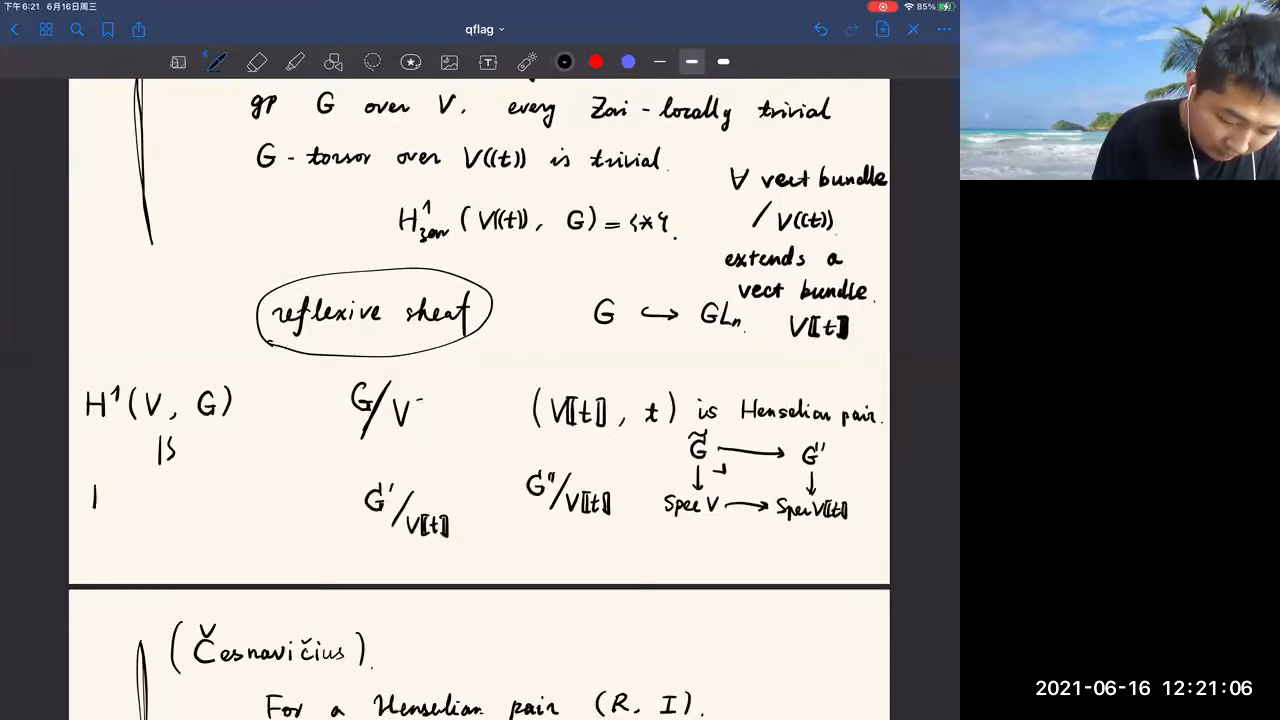 下午6:21 6月16日周三
85%
qflag
gp G over V. every Zari-locally trivial
G-torsor over V((t)) is trivial.
∀ vect bundle
/ V((t))
extends a
vect bundle.
V⟦t⟧
H¹_zar (V((t)), G) = {*}.
reflexive sheaf
G ↪ GLₙ.
H¹(V, G)
G/V
(V⟦t⟧, t) is Henselian pair.
G̃ → G''
↓ ⌟ ↓
Spec V → Spec V⟦t⟧
G'/V⟦t⟧
G''/V⟦t⟧
(Česnavičius).
For a Henselian pair (R, I).
2021-06-16 12:21:06